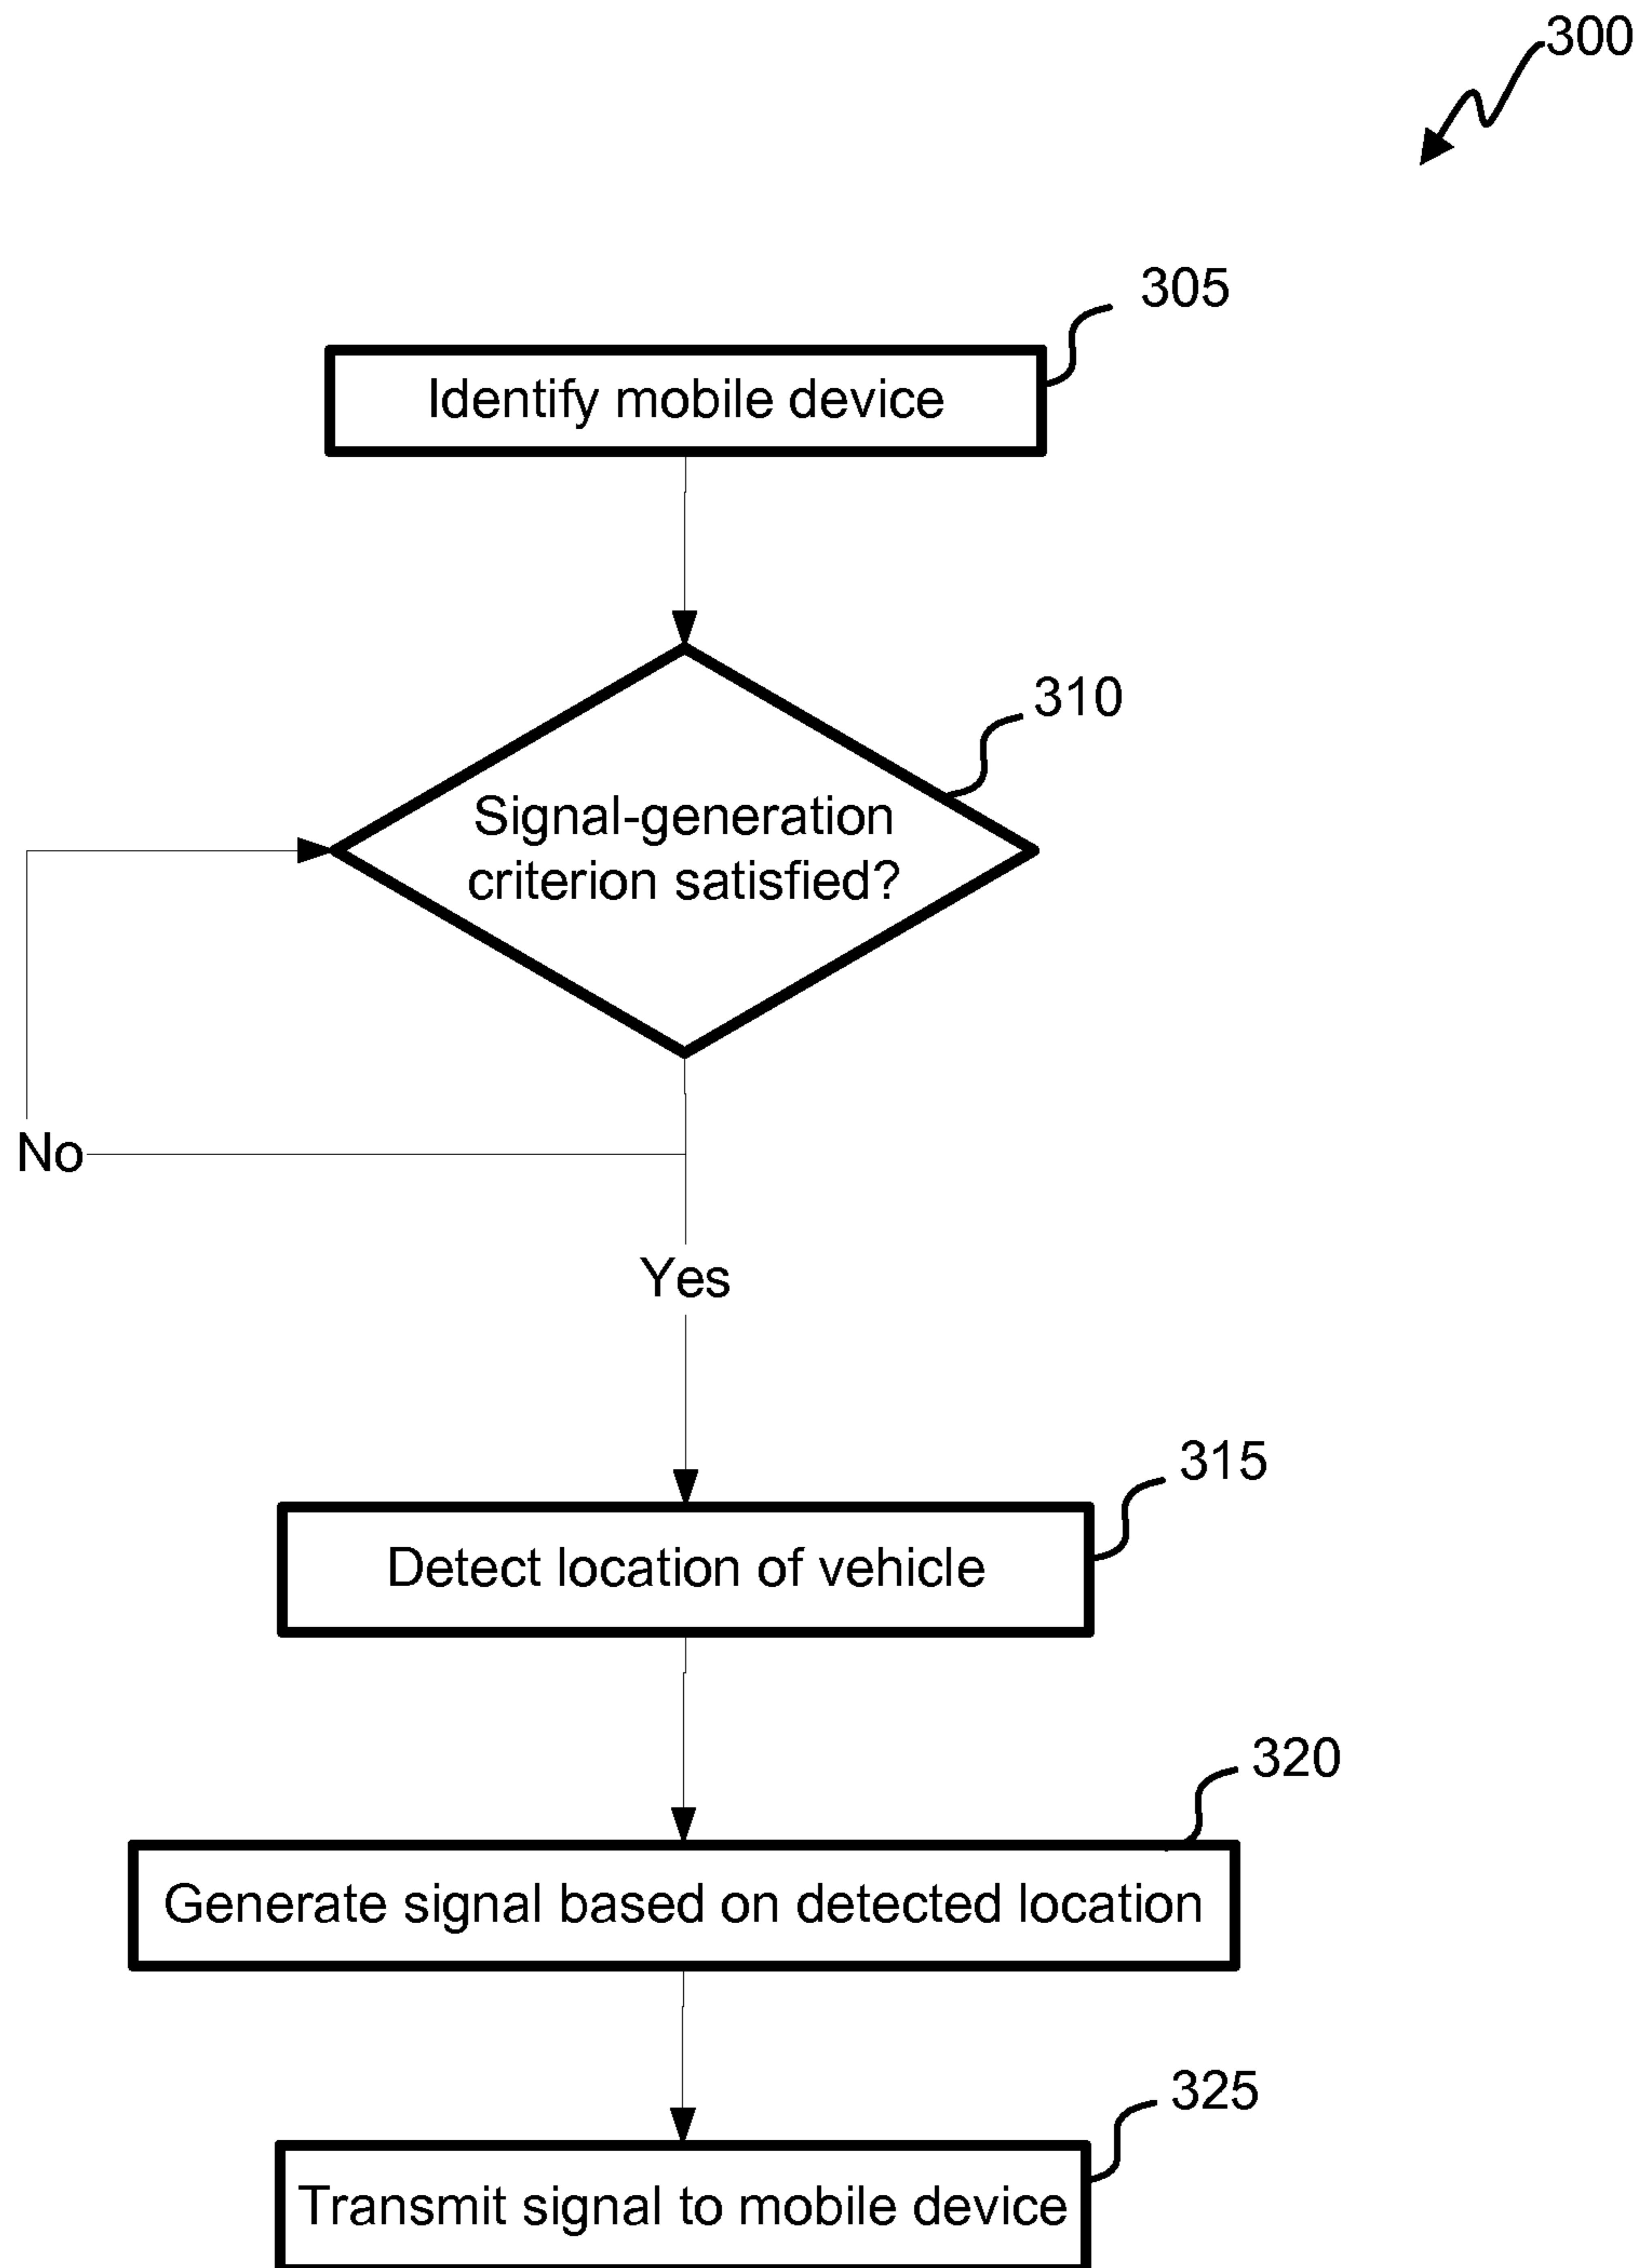 300
305
Identify mobile device
310
Signal-generation
criterion satisfied?
No
Yes
315
Detect location of vehicle
320
Generate signal based on detected location
325
Transmit signal to mobile device